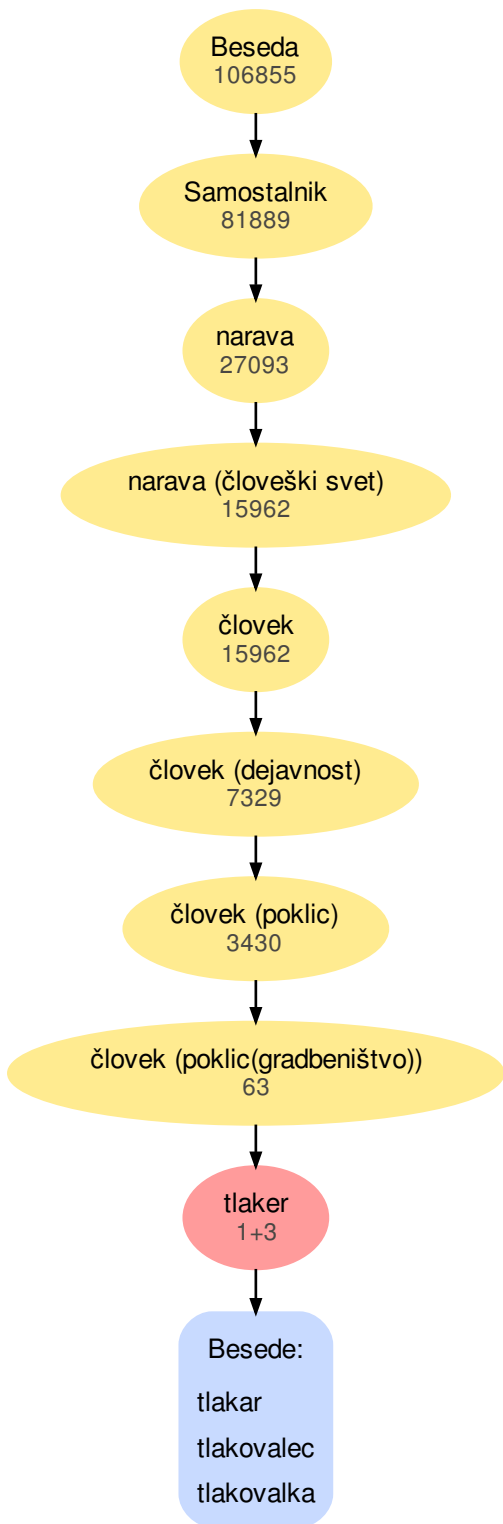 Beseda
106855
Samostalnik
81889
narava
27093
narava (človeški svet)
15962
človek
15962
človek (dejavnost)
7329
človek (poklic)
3430
človek (poklic(gradbeništvo))
63
tlaker
1+3
Besede:
tlakar
tlakovalec
tlakovalka